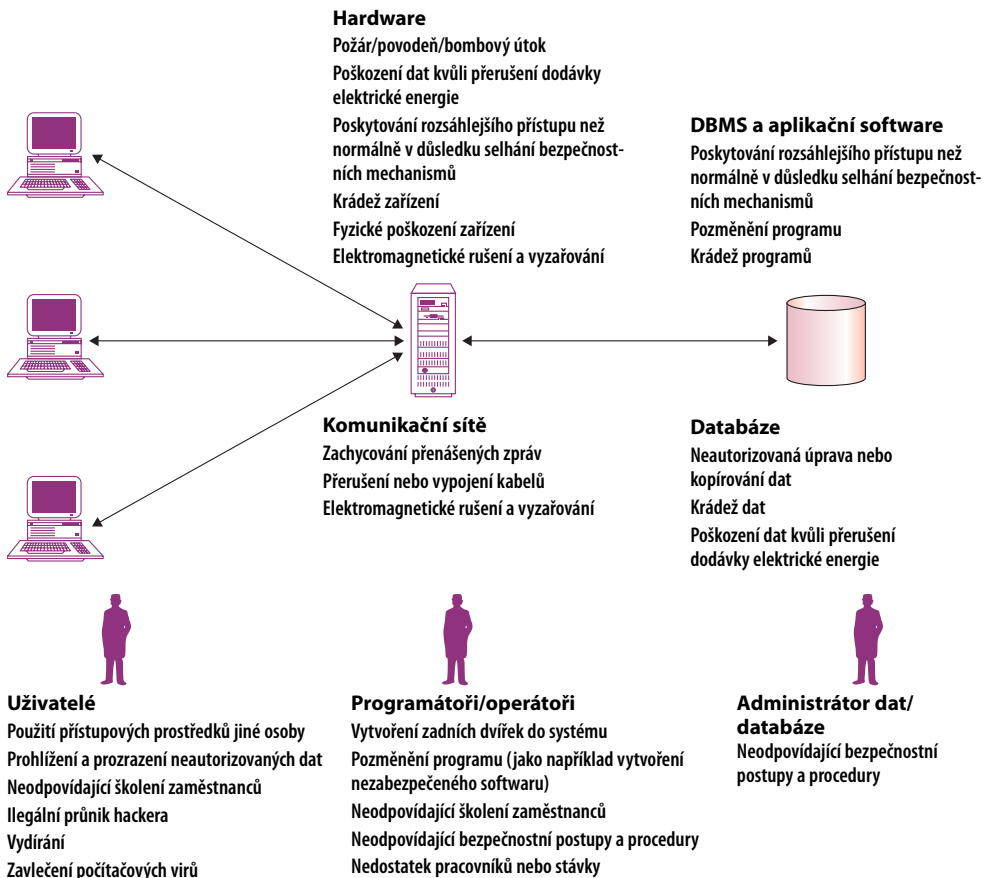 Hardware
Požár/povodeň/bombový útok
Poškození dat kvůli přerušení dodávky
elektrické energie
Poskytování rozsáhlejšího přístupu než
normálně v důsledku selhání bezpečnost-
ních mechanismů
Krádež zařízení
Fyzické poškození zařízení
Elektromagnetické rušení a vyzařování
DBMS a aplikační software
Poskytování rozsáhlejšího přístupu než
normálně v důsledku selhání bezpečnost-
ních mechanismů
Pozměnění programu
Krádež programů
Komunikační sítě
Zachycování přenášených zpráv
Přerušení nebo vypojení kabelů
Elektromagnetické rušení a vyzařování
Databáze
Neautorizovaná úprava nebo
kopírování dat
Krádež dat
Poškození dat kvůli přerušení
dodávky elektrické energie
Uživatelé
Použití přístupových prostředků jiné osoby
Prohlížení a prozrazení neautorizovaných dat
Neodpovídající školení zaměstnanců
Ilegální průnik hackera
Vydírání
Zavlečení počítačových virů
Programátoři/operátoři
Vytvoření zadních dvířek do systému
Pozměnění programu (jako například vytvoření
nezabezpečeného softwaru)
Neodpovídající školení zaměstnanců
Neodpovídající bezpečnostní postupy a procedury
Nedostatek pracovníků nebo stávky
Administrátor dat/
databáze
Neodpovídající bezpečnostní
postupy a procedury